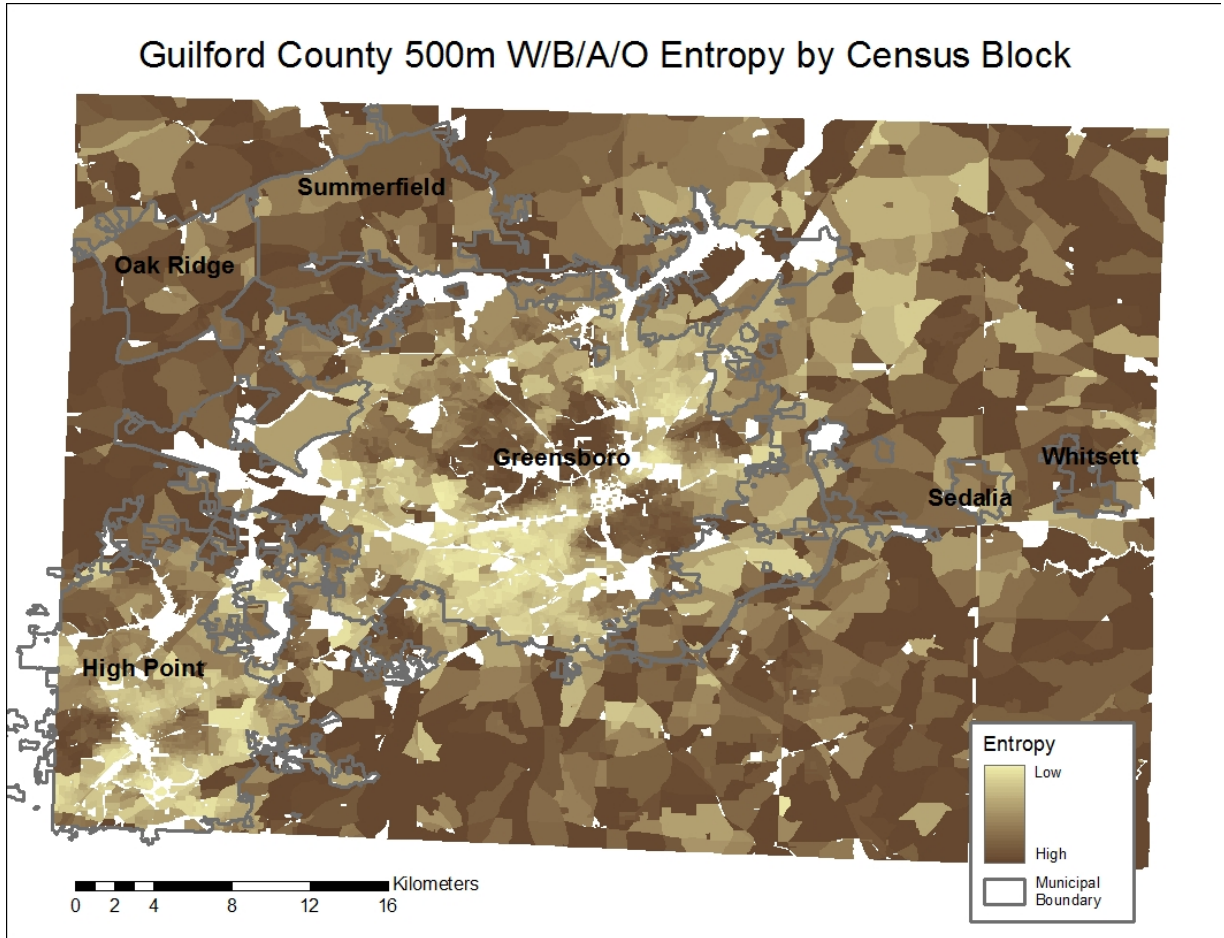 Guilford County 500m W/B/A/O Entropy by Census Block
Summerfield
Oak Ridge
Greensboro
Whitsett
Sedalia
High Point
Entropy
Low
High
Municipal
Boundary
Kilometers
0 2 4 8 12 16